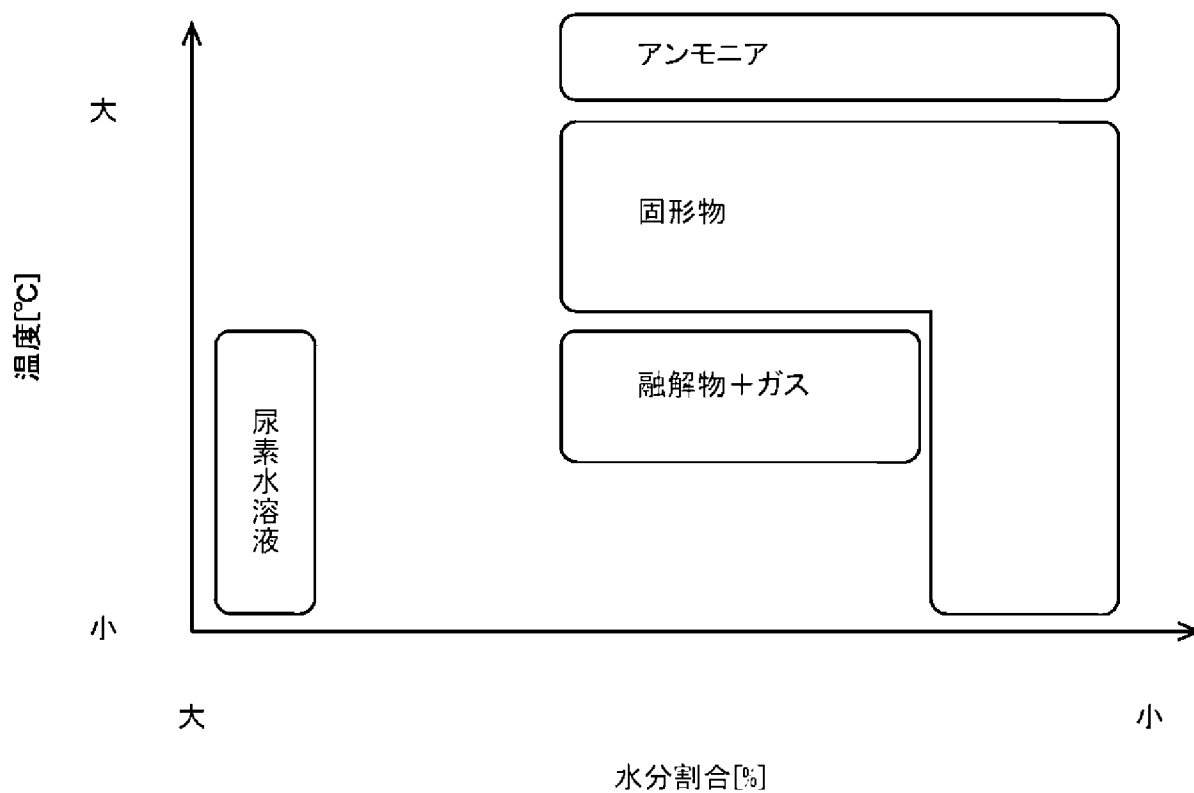 アンモニア
大
固形物
温度[℃]
融解物＋ガス
尿素水溶液
小
大
小
水分割合[%]